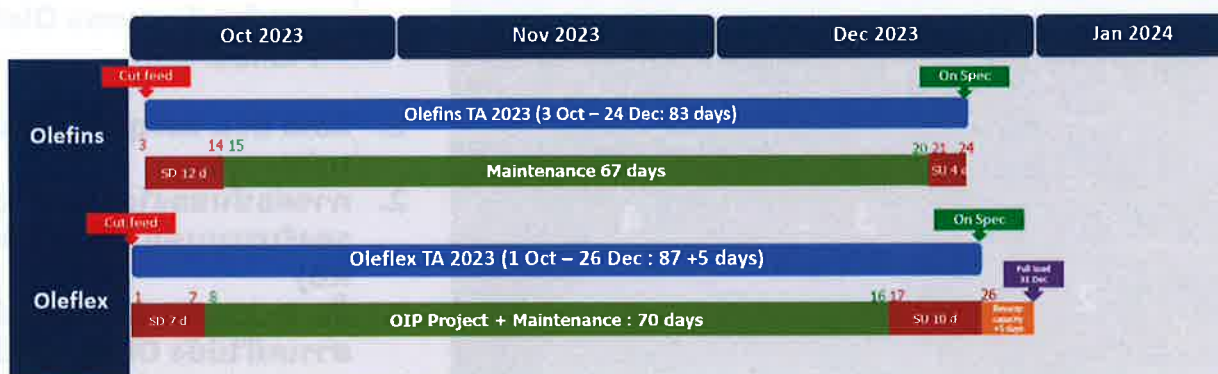 Oct 2023
Nov 2023
Dec 2023
Jan 2024
Olefins
Cut feed
On Spec
Olefins TA 2023 (3 Oct – 24 Dec: 83 days)
3
14
15
20
21
24
SD 12 d
Maintenance 67 days
SU 4 d
Oleflex
Cut feed
On Spec
Oleflex TA 2023 (1 Oct – 26 Dec : 87 +5 days)
Full load
31 Dec
1
7
8
16
17
26
SD 7 d
OIP Project + Maintenance : 70 days
SU 10 d
capacity
+5 days